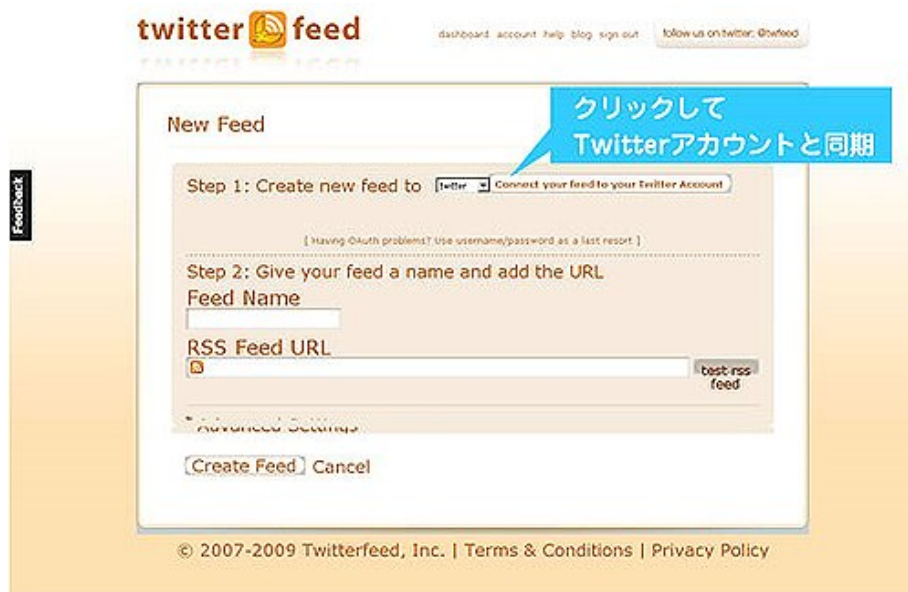 twitter feed
dashboard account help blog sign out
follow us on twitter: @twfeed
クリックして
Twitterアカウントと同期
New Feed
Step 1: Create new feed to twitter Connect your feed to your Twitter Account
[ Having OAuth problems? Use username/password as a last resort ]
Step 2: Give your feed a name and add the URL
Feed Name
RSS Feed URL
test rss
feed
Advanced Settings
Create Feed Cancel
© 2007-2009 Twitterfeed, Inc. | Terms & Conditions | Privacy Policy
Feedback